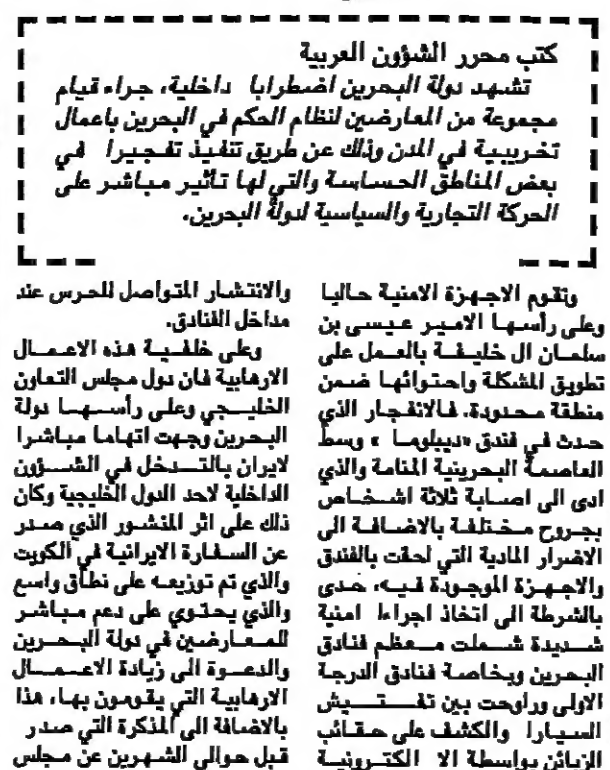 كتب محرر الشؤون العربية
تشهد دولة البحرين اضطرابا داخلية، جراء قيام
مجموعة من المعارضين لنظام الحكم في البحرين باعمال
تخريبية في المدن وذلك عن طريق تنفيذ تفجيرا في
بعض المناطق الحساسة والتي لها تأثير مباشر على
الحركة التجارية والسياسية لدولة البحرين.
وتقوم الاجهزة الامنية حاليا
وعلى رأسها الامير عيسى بن
سلمان ال خليفة بالعمل على
تطويق المشكلة واحتوائها ضمن
منطقة محدودة. فالانفجار الذي
حدث في فندق «ديبلوما » وسط
العاصمة البحرينية المنامة والذي
ادى الى اصابة ثلاثة اشخاص
بجروح مختلفة بالاضافة الى
الاضرار المادية التي لحقت بالفندق
والاجهزة الموجودة فيه، حدى
بالشرطة الى اتخاذ اجراءا امنية
شديدة شملت معظم فنادق
البحرين وبخاصة فنادق الدرجة
الاولى وراوحت بين تفتيش
السيارا والكشف على حقائب
الزبائن بواسطة الا الكترونية
والانتشار المتواصل للحرس عند
مداخل الفنادق.
وعلى خلفية هذه الاعمال
الارهابية فان دول مجلس التعاون
الخليجي وعلى رأسها دولة
البحرين وجهت اتهاما مباشرا
لايران بالتدخل في الشؤون
الداخلية لاحد الدول الخليجية وكان
ذلك على اثر المنشور الذي صدر
عن السفارة الايرانية في الكويت
والذي تم توزيعه على نطاق واسع
والذي يحتوي على دعم مباشر
للمعارضين في دولة البحرين
والدعوة الى زيادة الاعمال
الارهابية التي يقومون بها، هذا
بالاضافة الى المذكرة التي صدر
قبل حوالي الشهرين عن مجلس